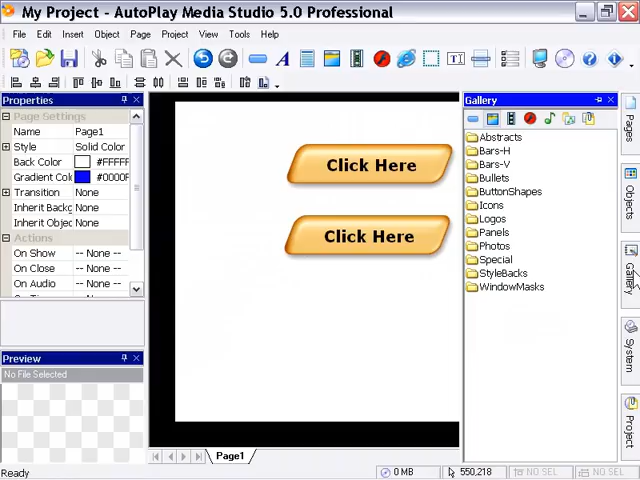 My Project - AutoPlay Media Studio 5.0 Professional
File Edit Insert Object Page Project View Tools Help
Properties
Page Settings
Name Page1
Style Solid Color
Back Color #FFFFF
Gradient Col #0000F
Transition None
Inherit Backg None
Inherit Objec None
Actions
On Show -- None --
On Close -- None --
On Audio -- None --
Preview
No File Selected
Click Here
Click Here
Page1
Gallery
Abstracts
Bars-H
Bars-V
Bullets
ButtonShapes
Icons
Logos
Panels
Photos
Special
StyleBacks
WindowMasks
Pages
Objects
Gallery
System
Project
Ready
0 MB
550,218
NO SEL
NO SEL